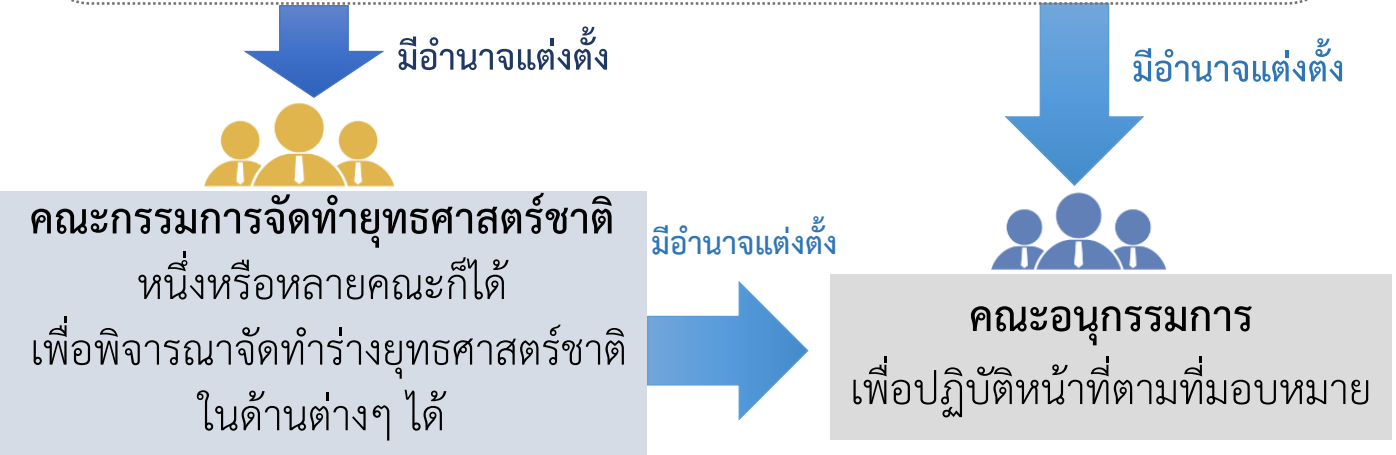 มีอำนาจแต่งตั้ง
มีอำนาจแต่งตั้ง
คณะกรรมการจัดทำยุทธศาสตร์ชาติ
หนึ่งหรือหลายคณะก็ได้
เพื่อพิจารณาจัดทำร่างยุทธศาสตร์ชาติ
ในด้านต่างๆ ได้
มีอำนาจแต่งตั้ง
คณะอนุกรรมการ
เพื่อปฏิบัติหน้าที่ตามที่มอบหมาย